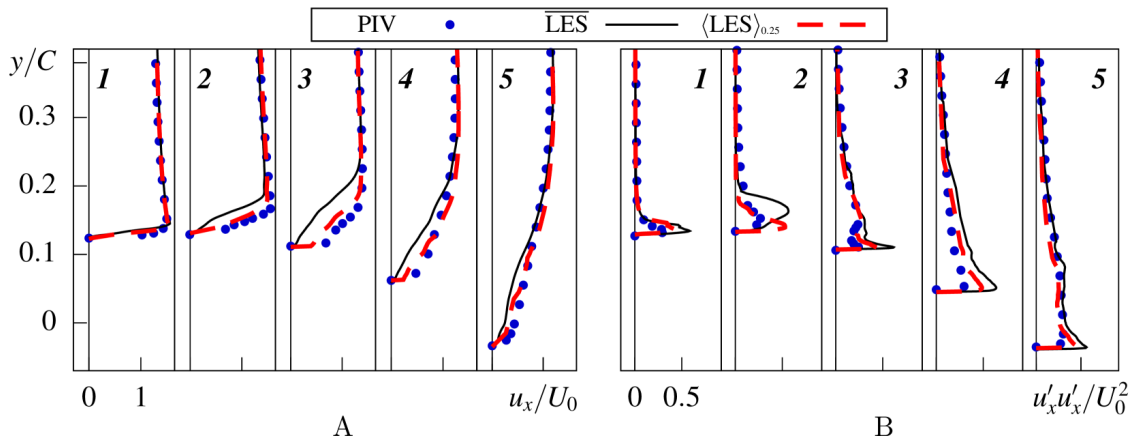 PIV LES ⟨LES⟩0.25
y/C 1 2 3 4 5 1 2 3 4 5
0.3
0.2
0.1
0
0 1 u_x/U_0 0 0.5 u'_x u'_x/U_0^2
A B